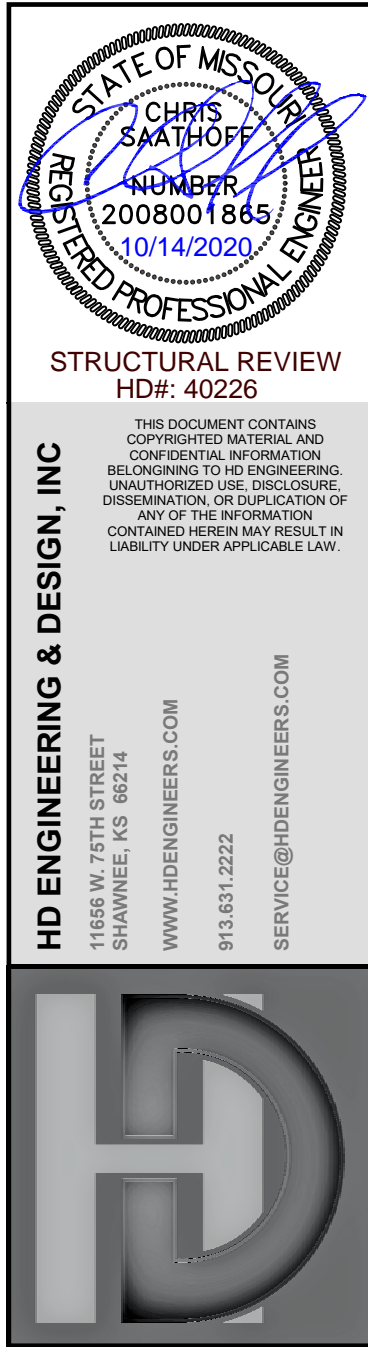 STATE OF MISSOURI
CHRIS
SAATHOFF
NUMBER
2008001865
10/14/2020
REGISTERED PROFESSIONAL ENGINEER
STRUCTURAL REVIEW
HD#: 40226
THIS DOCUMENT CONTAINS
COPYRIGHTED MATERIAL AND
CONFIDENTIAL INFORMATION
BELONGINING TO HD ENGINEERING.
UNAUTHORIZED USE, DISCLOSURE,
DISSEMINATION, OR DUPLICATION OF
ANY OF THE INFORMATION
CONTAINED HEREIN MAY RESULT IN
LIABILITY UNDER APPLICABLE LAW.
HD ENGINEERING & DESIGN, INC
11656 W. 75TH STREET
SHAWNEE, KS 66214
WWW.HDENGINEERS.COM
913.631.2222
SERVICE@HDENGINEERS.COM
HD